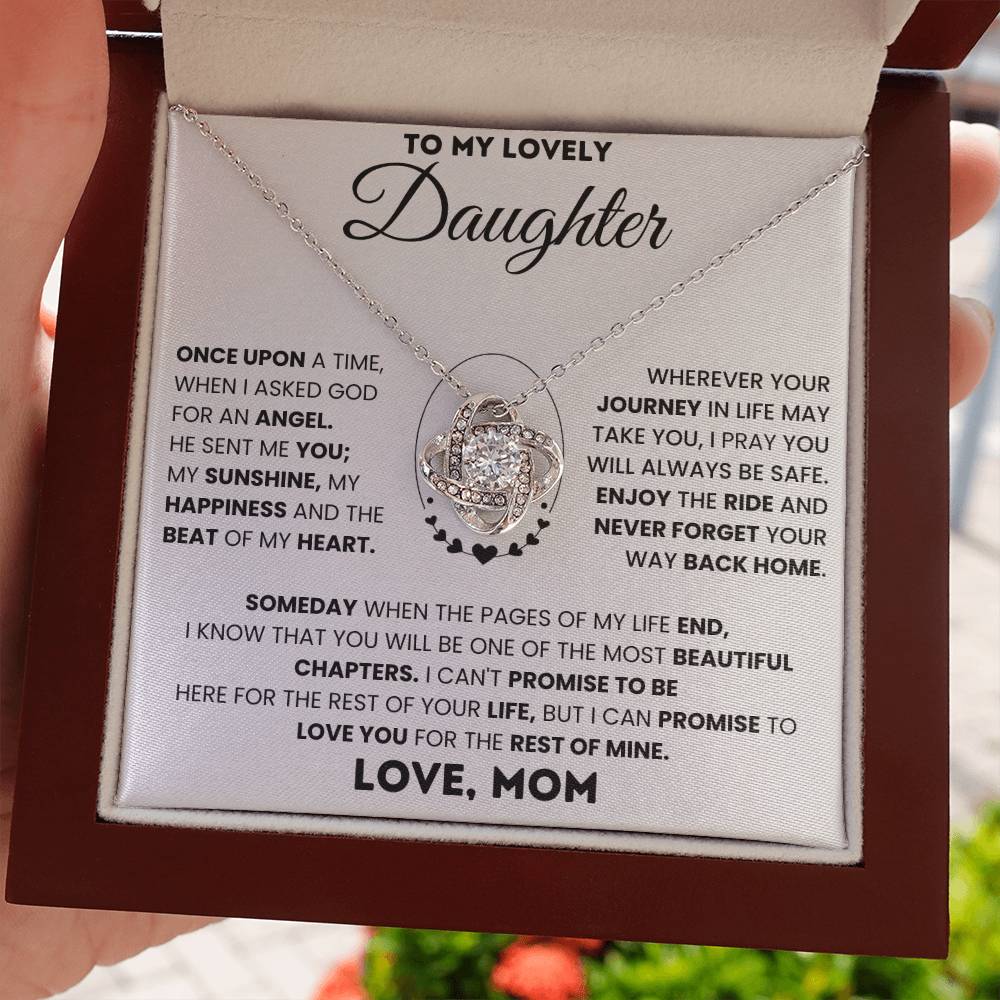 TO MY LOVELY
Daughter
ONCE UPON A TIME,
WHEN I ASKED GOD
FOR AN ANGEL.
HE SENT ME YOU;
MY SUNSHINE, MY
HAPPINESS AND THE
BEAT OF MY HEART.
WHEREVER YOUR
JOURNEY IN LIFE MAY
TAKE YOU, I PRAY YOU
WILL ALWAYS BE SAFE.
ENJOY THE RIDE AND
NEVER FORGET YOUR
WAY BACK HOME.
SOMEDAY WHEN THE PAGES OF MY LIFE END,
I KNOW THAT YOU WILL BE ONE OF THE MOST BEAUTIFUL
CHAPTERS. I CAN'T PROMISE TO BE
HERE FOR THE REST OF YOUR LIFE, BUT I CAN PROMISE TO
LOVE YOU FOR THE REST OF MINE.
LOVE, MOM